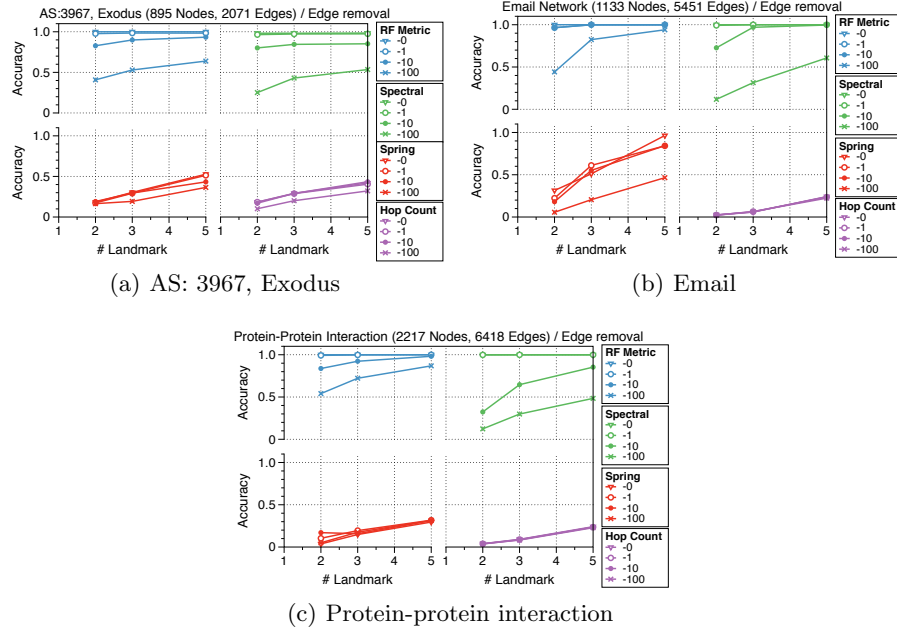 AS:3967, Exodus (895 Nodes, 2071 Edges) / Edge removal
Accuracy
1.0
0.5
0
RF Metric
-0
-1
-10
-100
Spectral
-0
-1
-10
-100
Accuracy
1.0
0.5
0
Spring
-0
-1
-10
-100
Hop Count
-0
-1
-10
-100
1 2 3 4 5 1 2 3 4 5
# Landmark # Landmark
(a) AS: 3967, Exodus
Email Network (1133 Nodes, 5451 Edges) / Edge removal
Accuracy
1.0
0.5
0
RF Metric
-0
-1
-10
-100
Spectral
-0
-1
-10
-100
Accuracy
1.0
0.5
0
Spring
-0
-1
-10
-100
Hop Count
-0
-1
-10
-100
1 2 3 4 5 1 2 3 4 5
# Landmark # Landmark
(b) Email
Protein-Protein Interaction (2217 Nodes, 6418 Edges) / Edge removal
Accuracy
1.0
0.5
0
RF Metric
-0
-1
-10
-100
Spectral
-0
-1
-10
-100
Accuracy
1.0
0.5
0
Spring
-0
-1
-10
-100
Hop Count
-0
-1
-10
-100
1 2 3 4 5 1 2 3 4 5
# Landmark # Landmark
(c) Protein-protein interaction